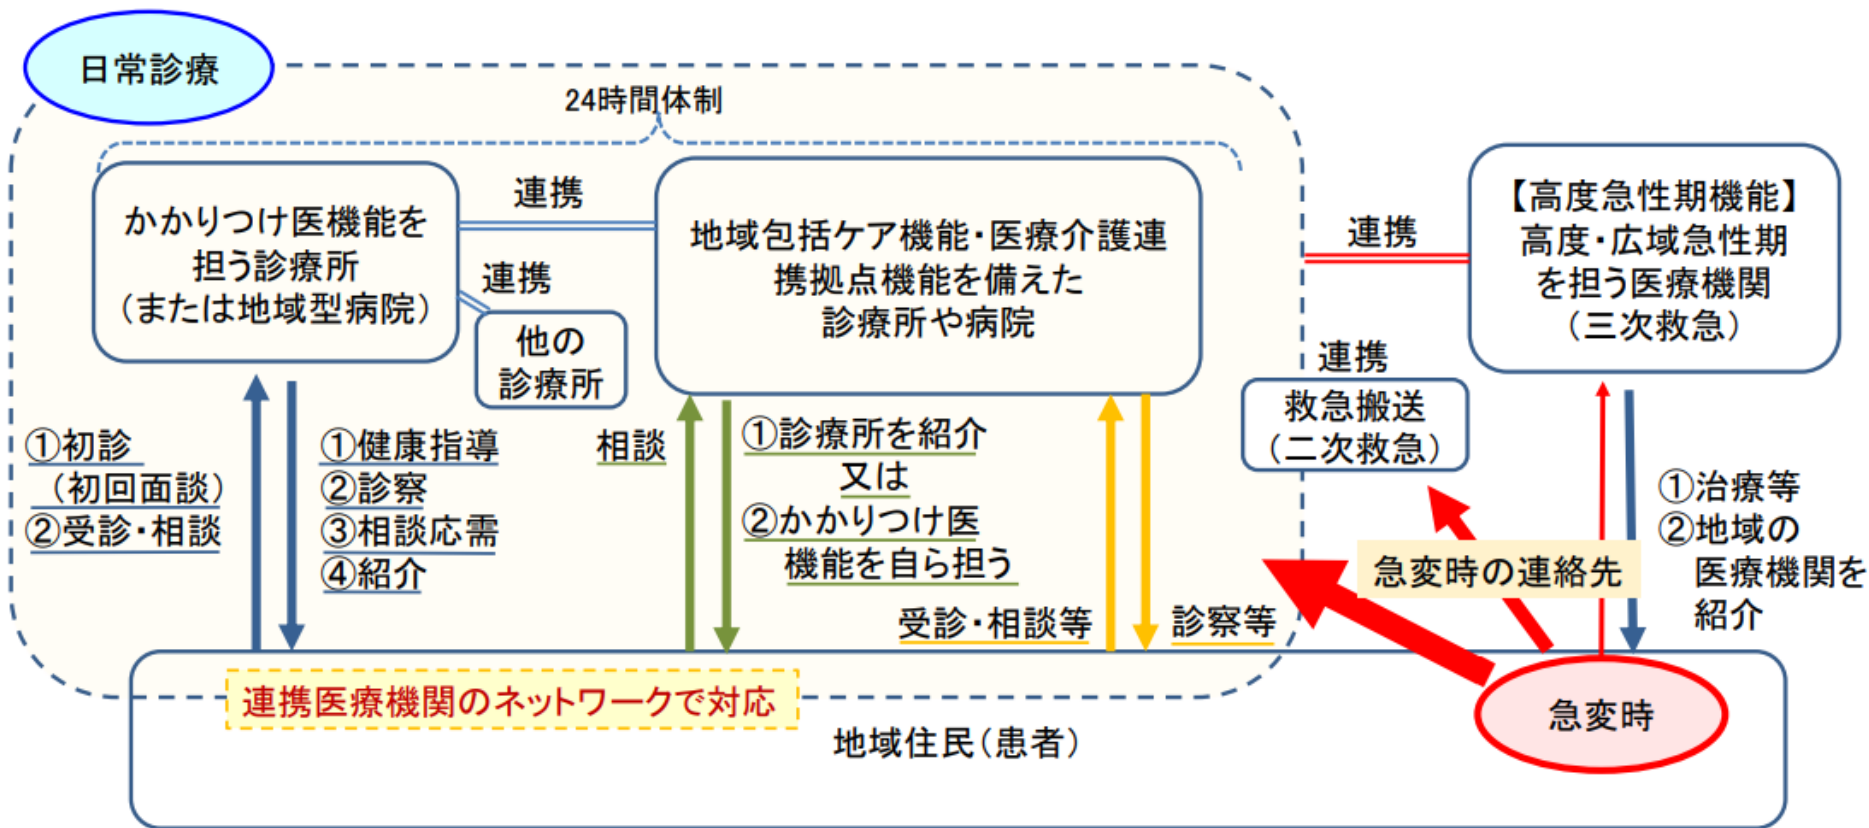 日常診療
24時間体制
かかりつけ医機能を
担う診療所
（または地域型病院）
連携
連携
他の
診療所
地域包括ケア機能・医療介護連
携拠点機能を備えた
診療所や病院
連携
【高度急性期機能】
高度・広域急性期
を担う医療機関
（三次救急）
連携
救急搬送
（二次救急）
①初診
（初回面談）
②受診・相談
①健康指導
②診察
③相談応需
④紹介
相談
①診療所を紹介
又は
②かかりつけ医
機能を自ら担う
受診・相談等
診察等
急変時の連絡先
①治療等
②地域の
医療機関を
紹介
連携医療機関のネットワークで対応
地域住民（患者）
急変時